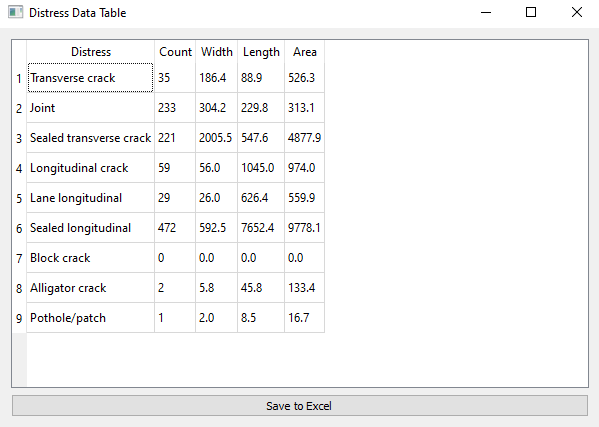 Distress Data Table
Distress Count Width Length Area
1 Transverse crack 35 186.4 88.9 526.3
2 Joint 233 304.2 229.8 313.1
3 Sealed transverse crack 221 2005.5 547.6 4877.9
4 Longitudinal crack 59 56.0 1045.0 974.0
5 Lane longitudinal 29 26.0 626.4 559.9
6 Sealed longitudinal 472 592.5 7652.4 9778.1
7 Block crack 0 0.0 0.0 0.0
8 Alligator crack 2 5.8 45.8 133.4
9 Pothole/patch 1 2.0 8.5 16.7
Save to Excel